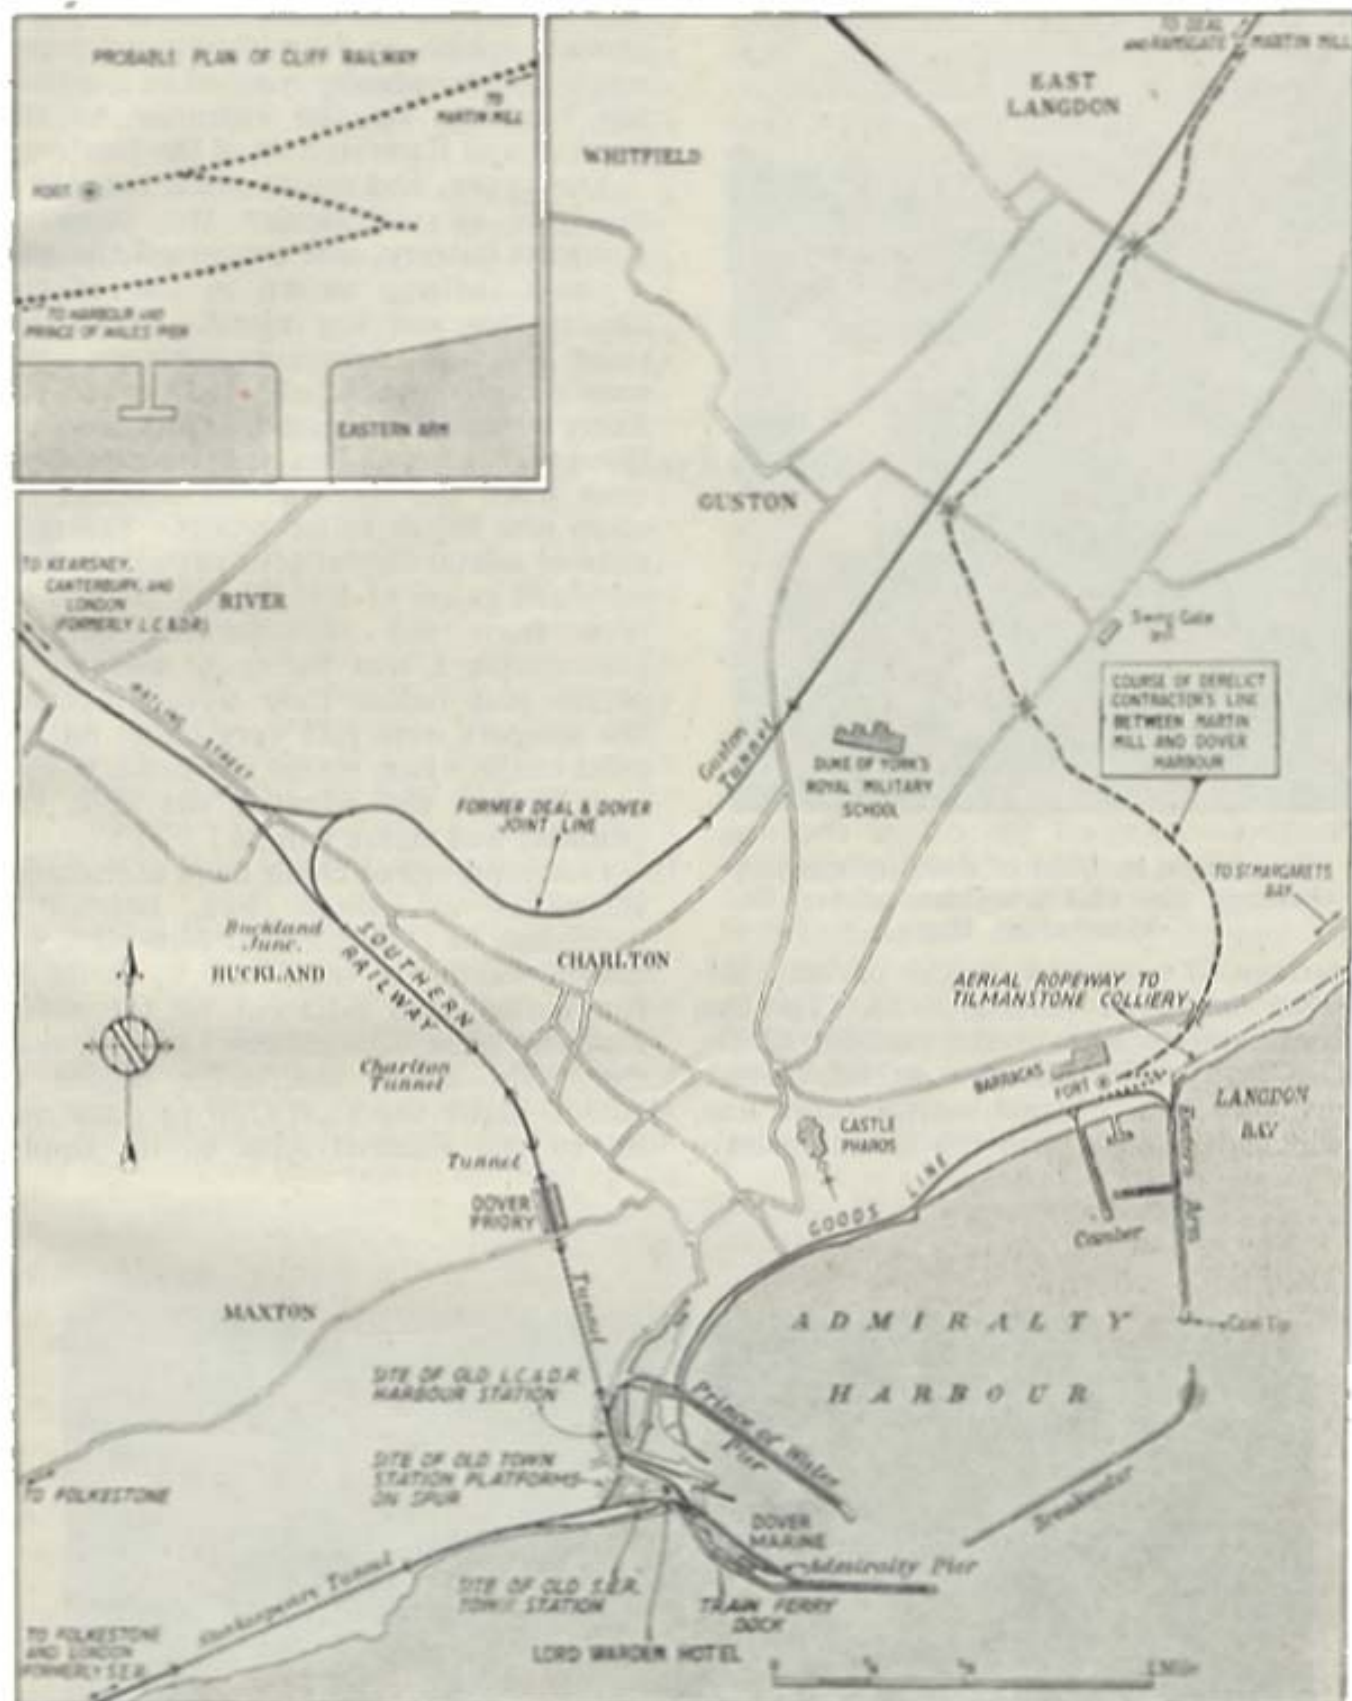 PROBABLE PLAN OF CLIFF RAILWAY
TO
MARTIN MILL
FORT
TO HARBOUR AND
PRINCE OF WALES PIER
EASTERN ARM
TO DEAL
AND RAMSGATE
MARTIN MILL
EAST
LANGDON
WHITFIELD
GUSTON
TO KEARSNEY,
CANTERBURY, AND
LONDON
(FORMERLY L.C.&D.R.)
RIVER
WATLING STREET
Swing Gate
Inn
COURSE OF DERELICT
CONTRACTOR'S LINE
BETWEEN MARTIN
MILL AND DOVER
HARBOUR
Guston
Tunnel
DUKE OF YORK'S
ROYAL MILITARY
SCHOOL
FORMER DEAL & DOVER
JOINT LINE
TO ST MARGARETS
BAY
Buckland
Junc.
BUCKLAND
SOUTHERN
RAILWAY
CHARLTON
AERIAL ROPEWAY TO
TILMANSTONE COLLIERY
Charlton
Tunnel
BARRACKS
FORT
LANGDON
BAY
CASTLE
PHAROS
Tunnel
DOVER
PRIORY
GOODS LINE
Eastern Arm
Camber
Tunnel
MAXTON
ADMIRALTY
HARBOUR
Coal Tip
SITE OF OLD L.C.&D.R.
HARBOUR STATION
Prince of Wales
Pier
SITE OF OLD TOWN
STATION PLATFORMS
ON SPUR
TO FOLKESTONE
Breakwater
DOVER
MARINE
Admiralty Pier
Shakespeare Tunnel
SITE OF OLD S.E.R.
TOWN STATION
TRAIN FERRY
DOCK
TO FOLKESTONE
AND LONDON
FORMERLY S.E.R.
LORD WARDEN HOTEL
0
1 Mile